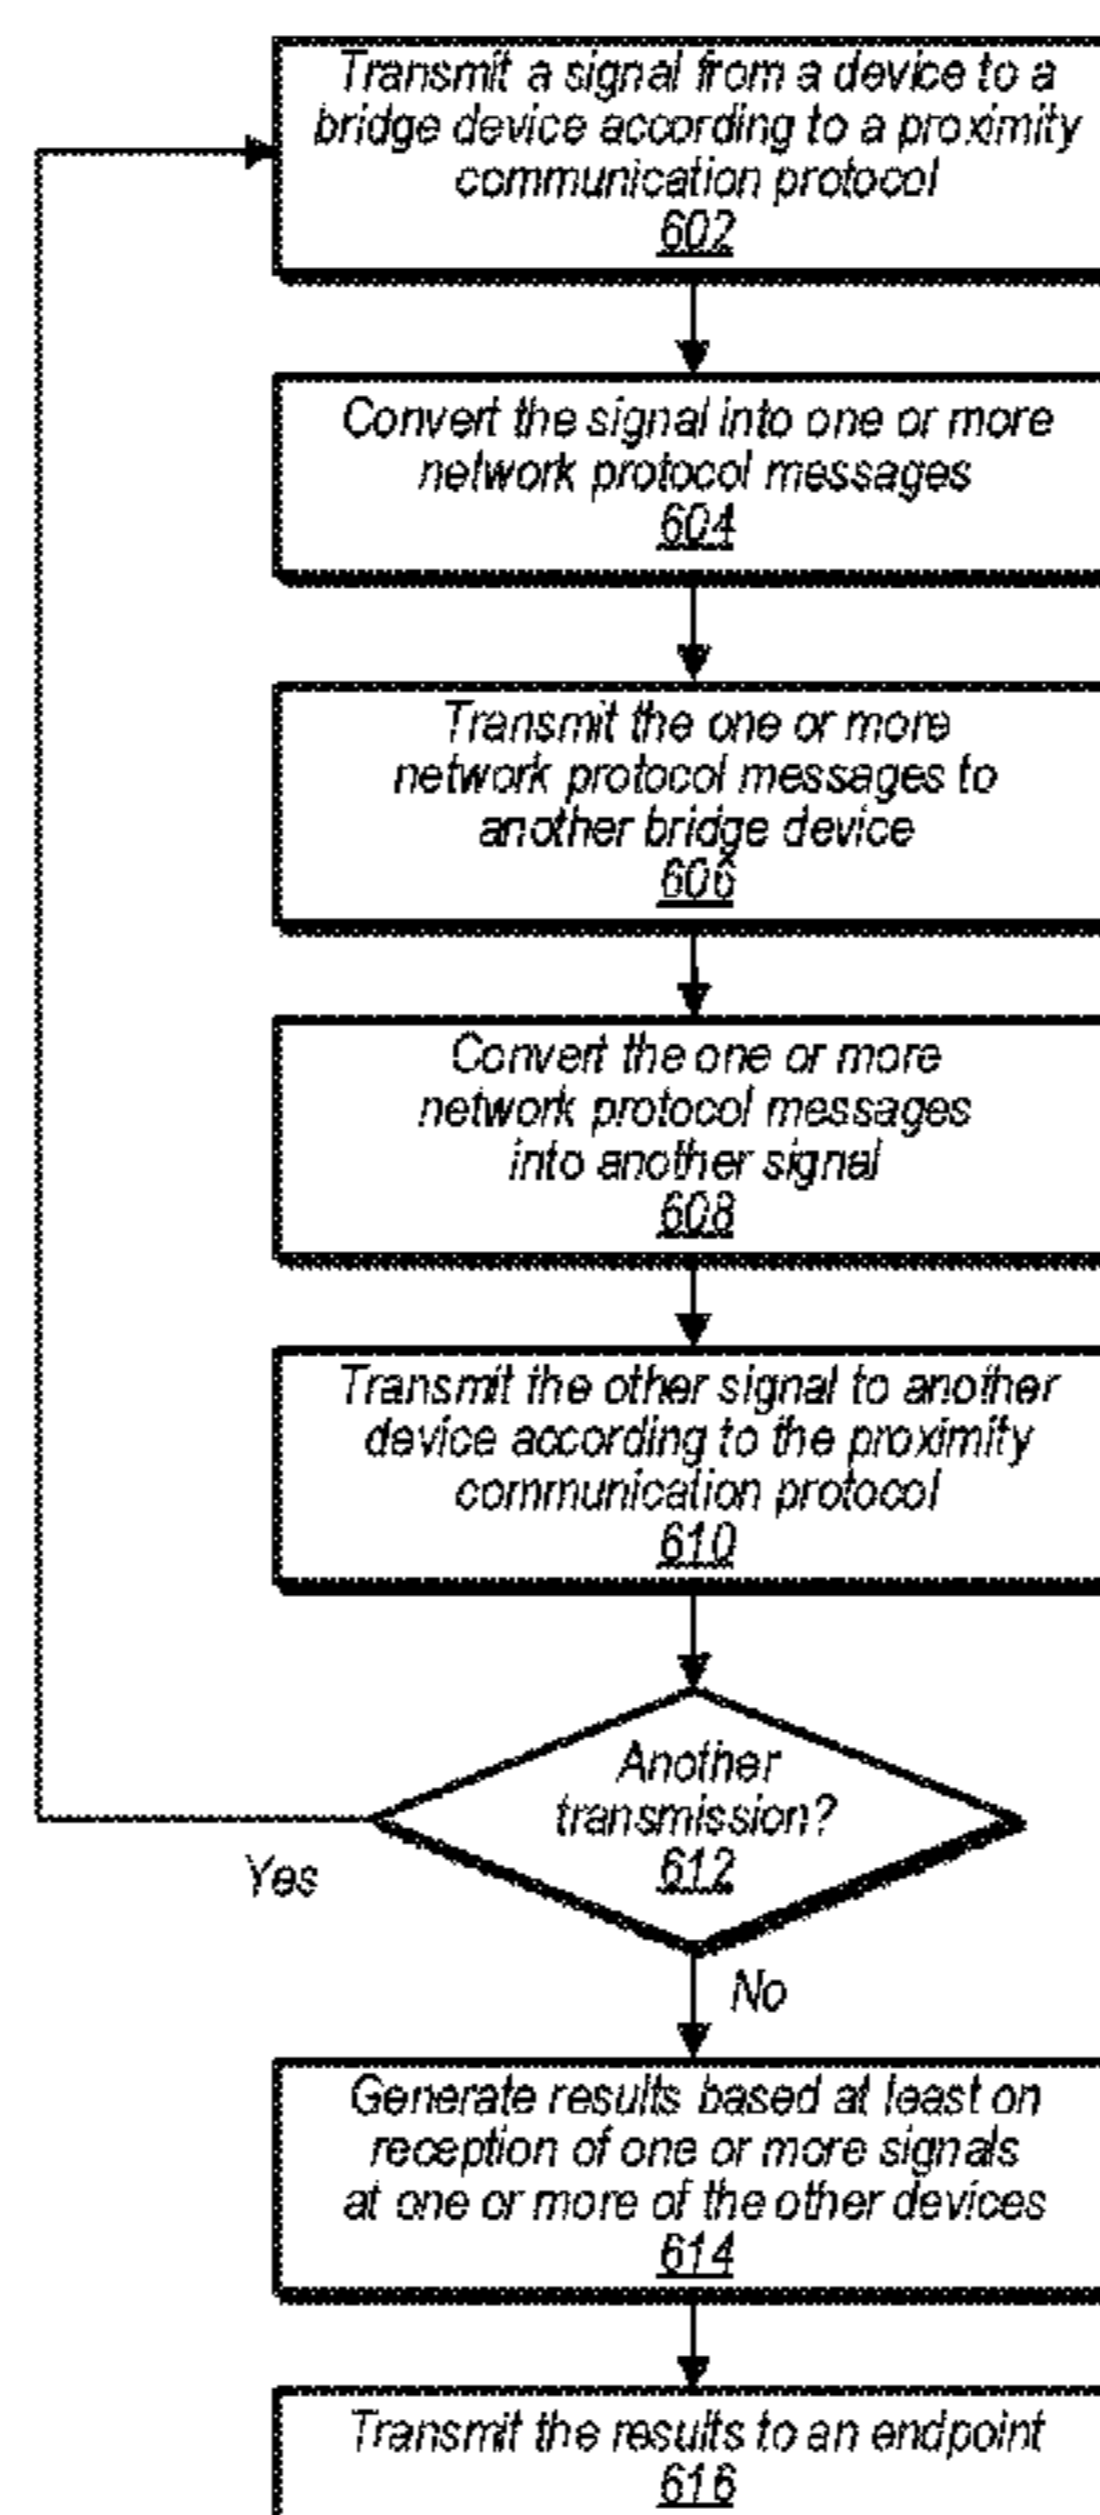 Transmit a signal from a device to a
bridge device according to a proximity
communication protocol
602
Convert the signal into one or more
network protocol messages
604
Transmit the one or more
network protocol messages to
another bridge device
606
Convert the one or more
network protocol messages
into another signal
608
Transmit the other signal to another
device according to the proximity
communication protocol
610
Another
transmission?
612
Yes
No
Generate results based at least on
reception of one or more signals
at one or more of the other devices
614
Transmit the results to an endpoint
616